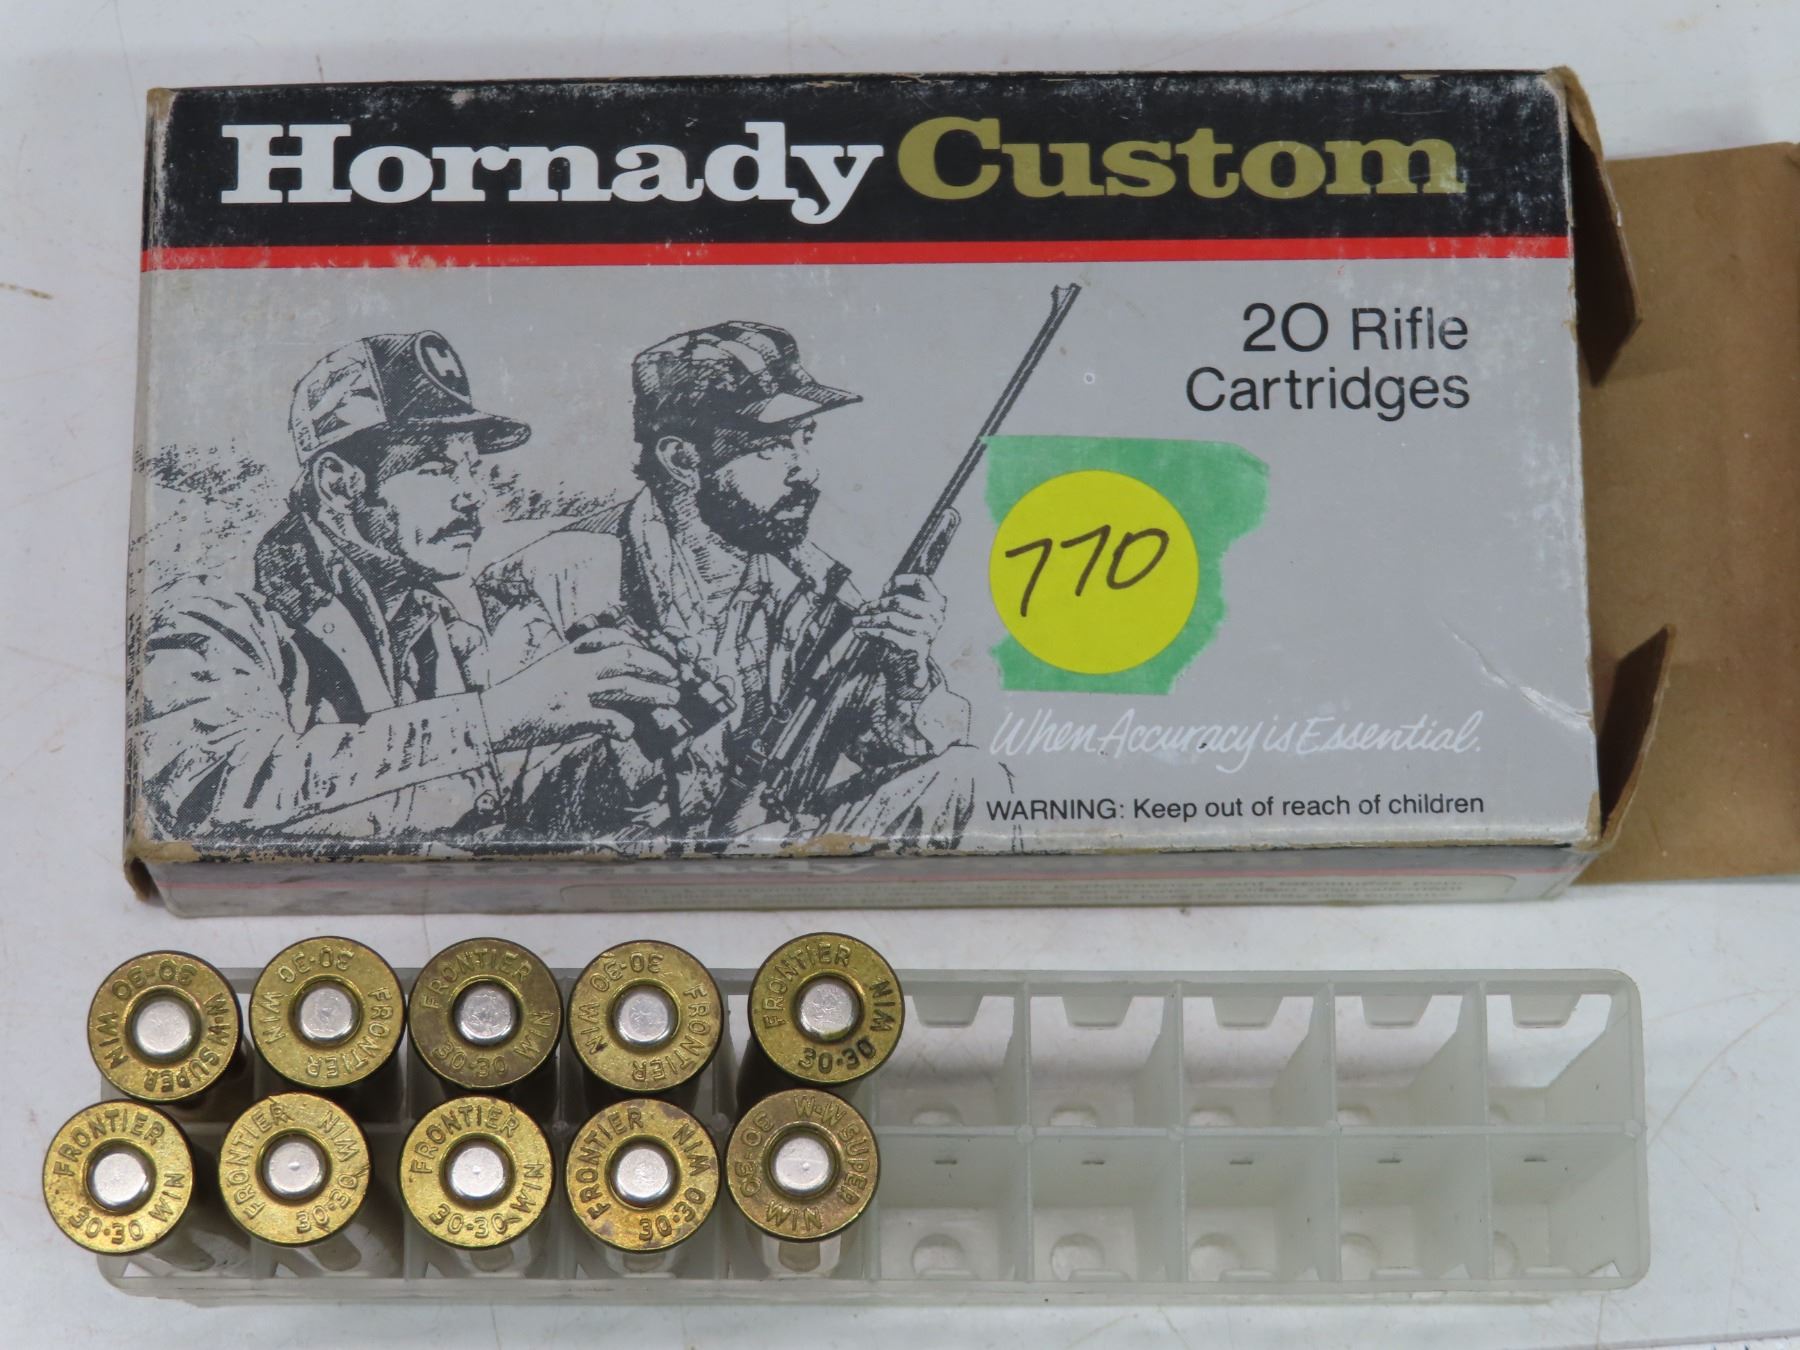 Hornady Custom
20 Rifle
Cartridges
H
770
When Accuracy is Essential.
WARNING: Keep out of reach of children
W-W SUPER 30-30 WIN
FRONTIER 30-30 WIN
FRONTIER 30-30 WIN
FRONTIER 30-30 WIN
FRONTIER 30-30 WIN
FRONTIER 30-30 WIN
FRONTIER 30-30 WIN
FRONTIER 30-30 WIN
FRONTIER 30-30 WIN
W-W SUPER 30-30 WIN